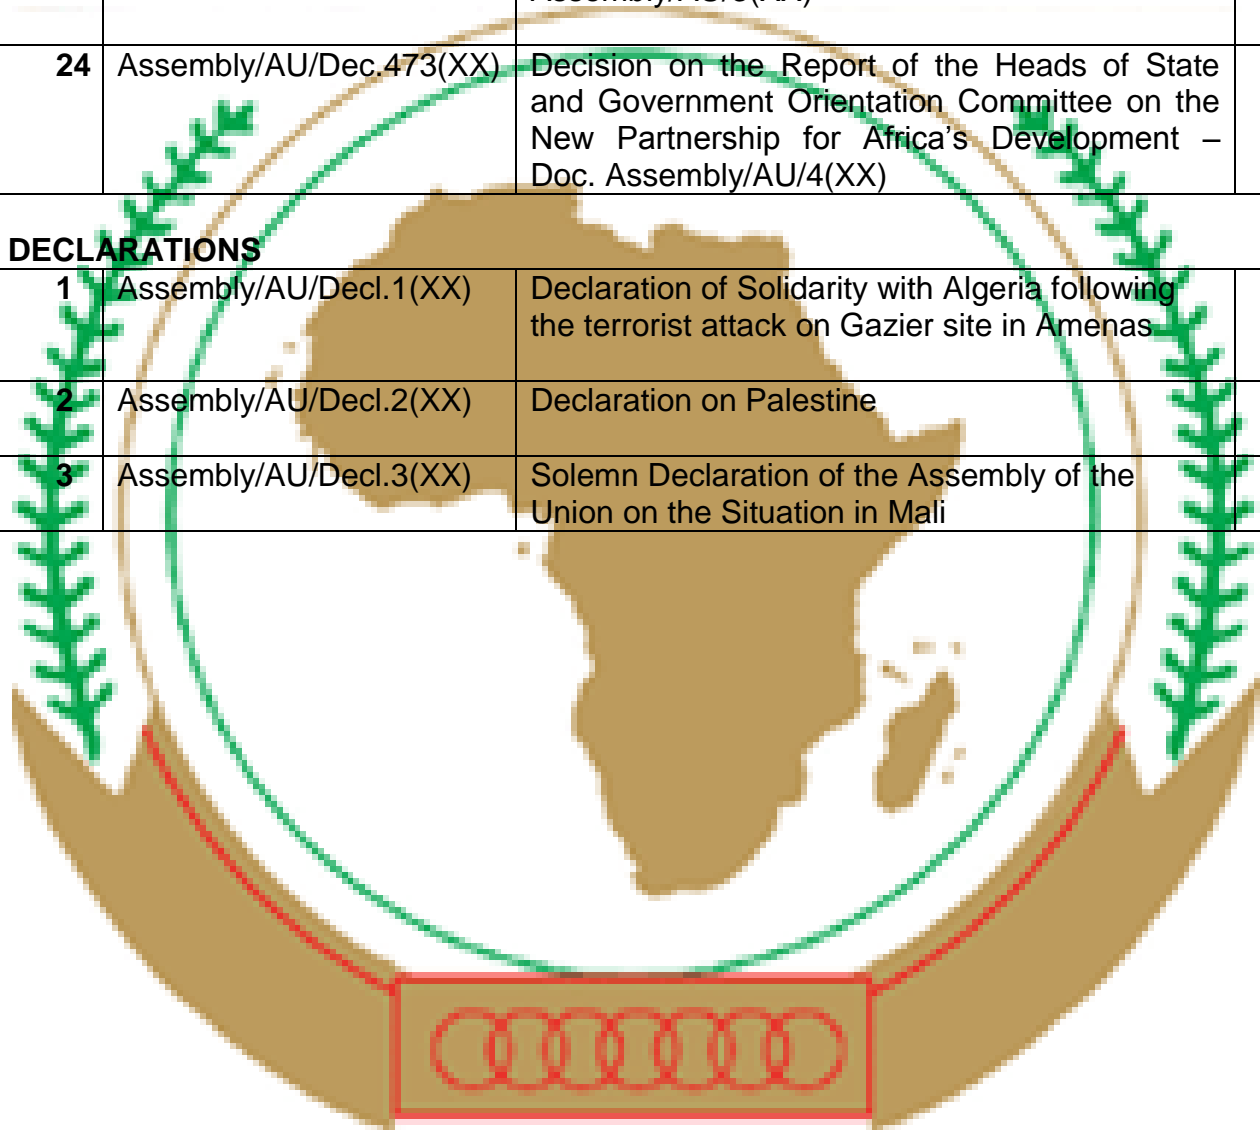 24 Assembly/AU/Dec.473(XX) Decision on the Report of the Heads of State
and Government Orientation Committee on the
New Partnership for Africa’s Development –
Doc. Assembly/AU/4(XX)
DECLARATIONS
1 Assembly/AU/Decl.1(XX) Declaration of Solidarity with Algeria following
the terrorist attack on Gazier site in Amenas
2 Assembly/AU/Decl.2(XX) Declaration on Palestine
3 Assembly/AU/Decl.3(XX) Solemn Declaration of the Assembly of the
Union on the Situation in Mali